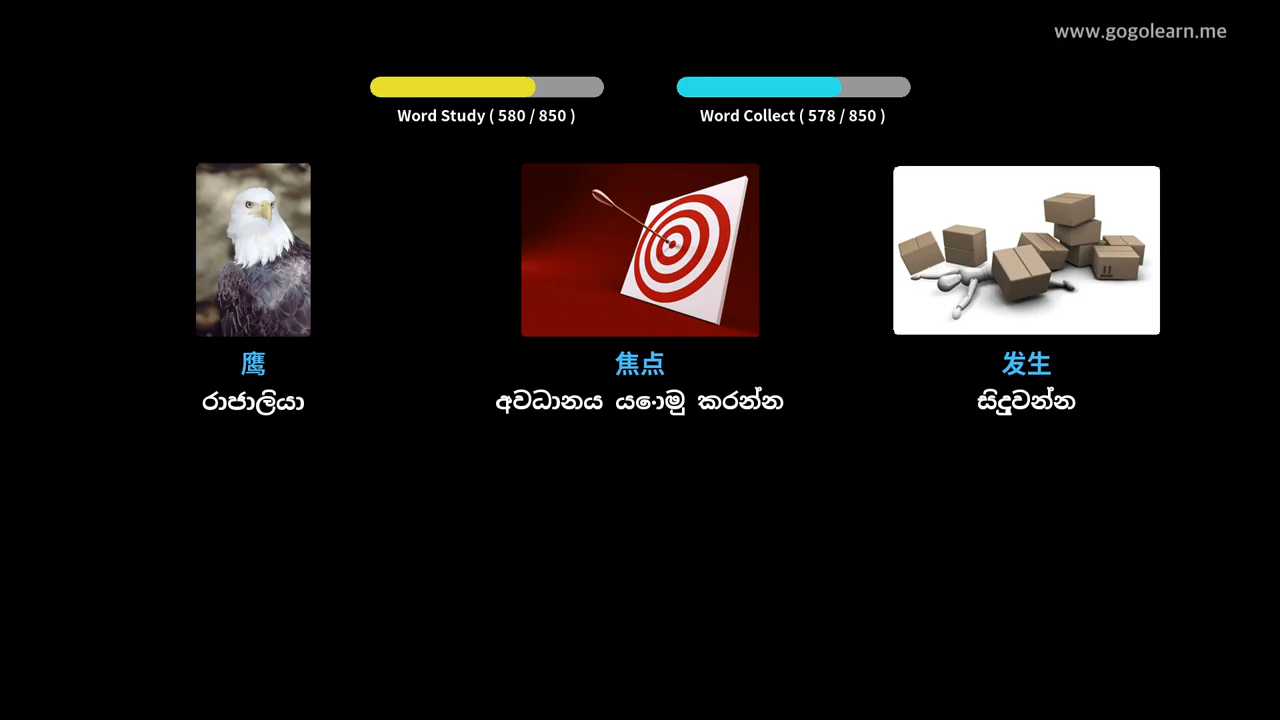 www.gogolearn.me
Word Study ( 580 / 850 )
Word Collect ( 578 / 850 )
鹰
焦点
发生
රාජාලියා
අවධානය යොමු කරන්න
සිදුවන්න